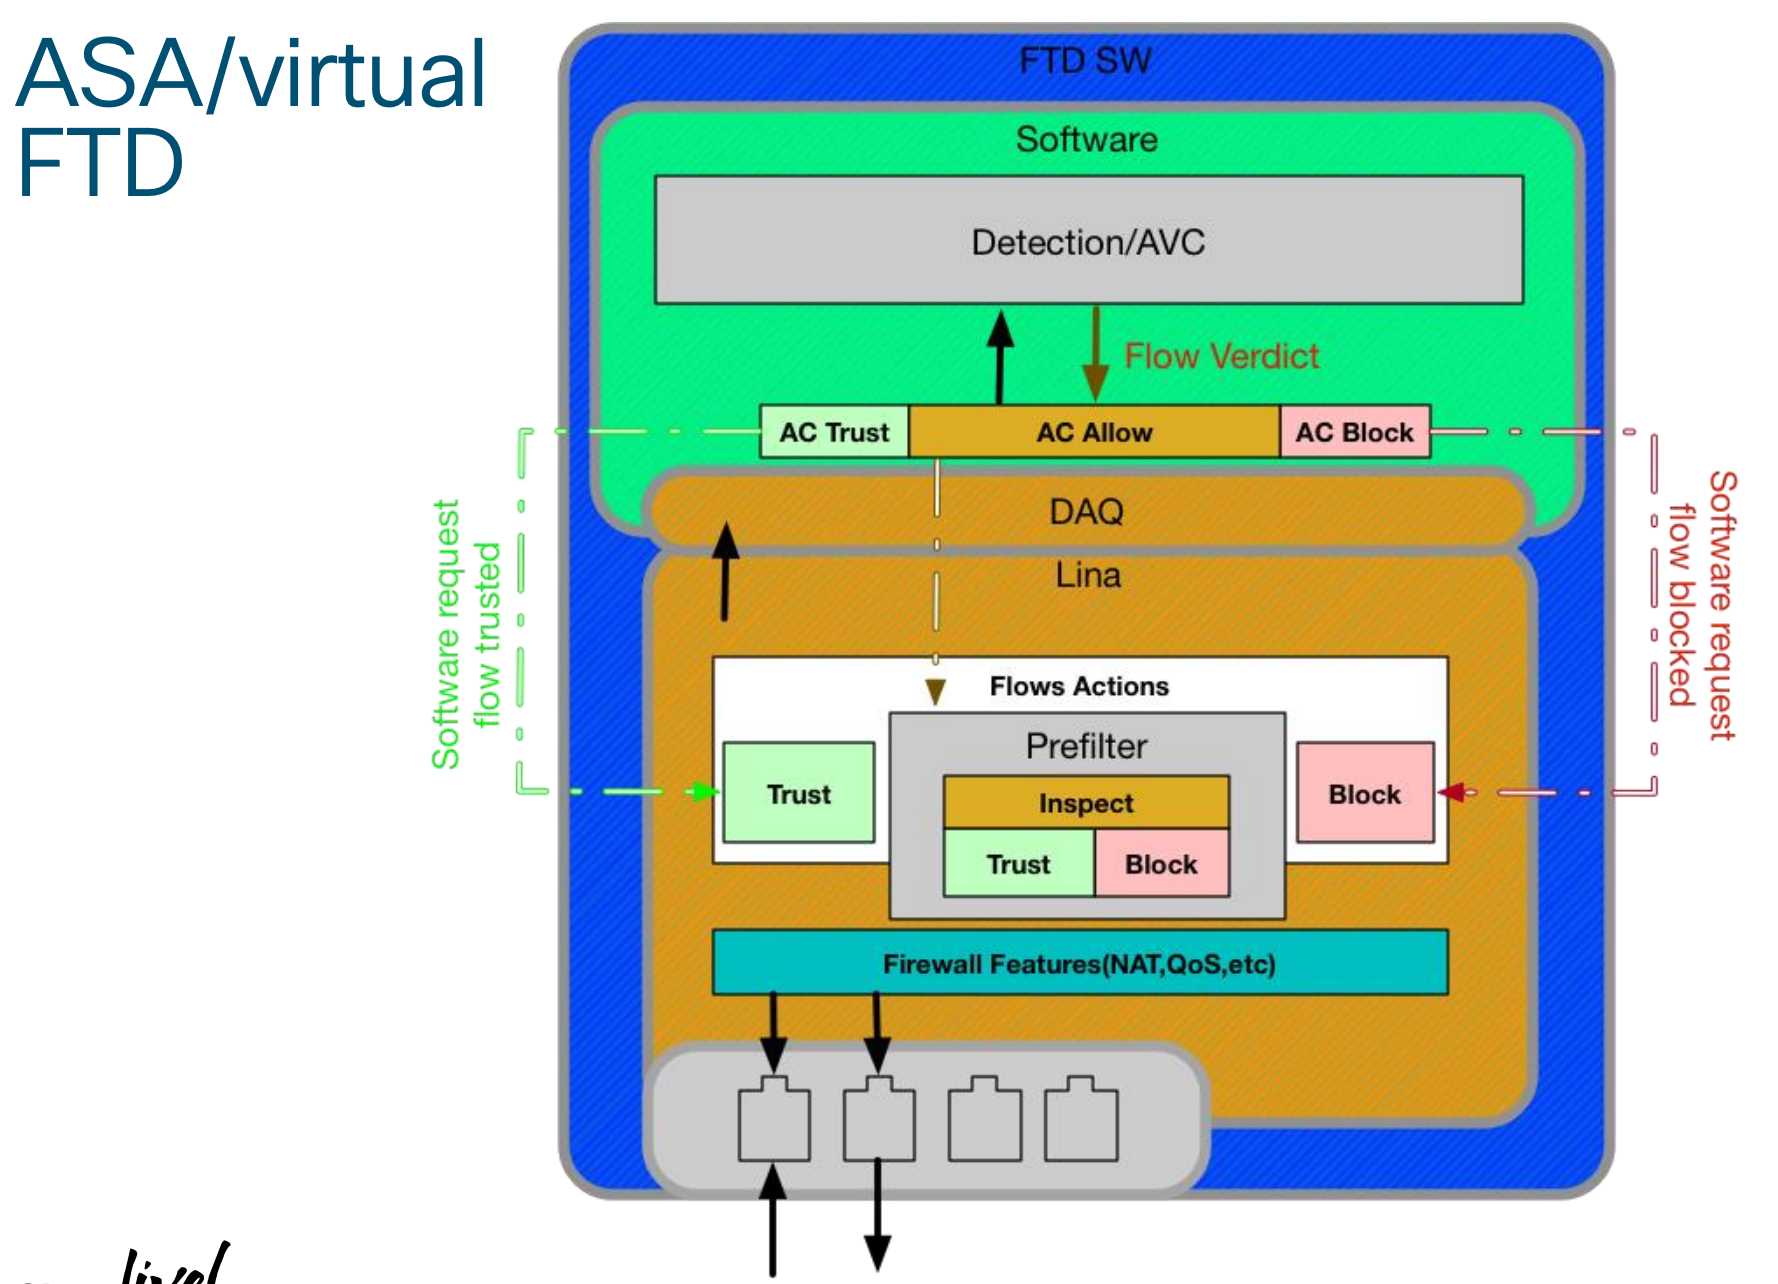 ASA/virtual
FTD
FTD SW
Software
Detection/AVC
Flow Verdict
AC Trust
AC Allow
AC Block
DAQ
Lina
Software request
flow trusted
Software request
flow blocked
Flows Actions
Prefilter
Trust
Inspect
Block
Trust
Block
Firewall Features(NAT,QoS,etc)